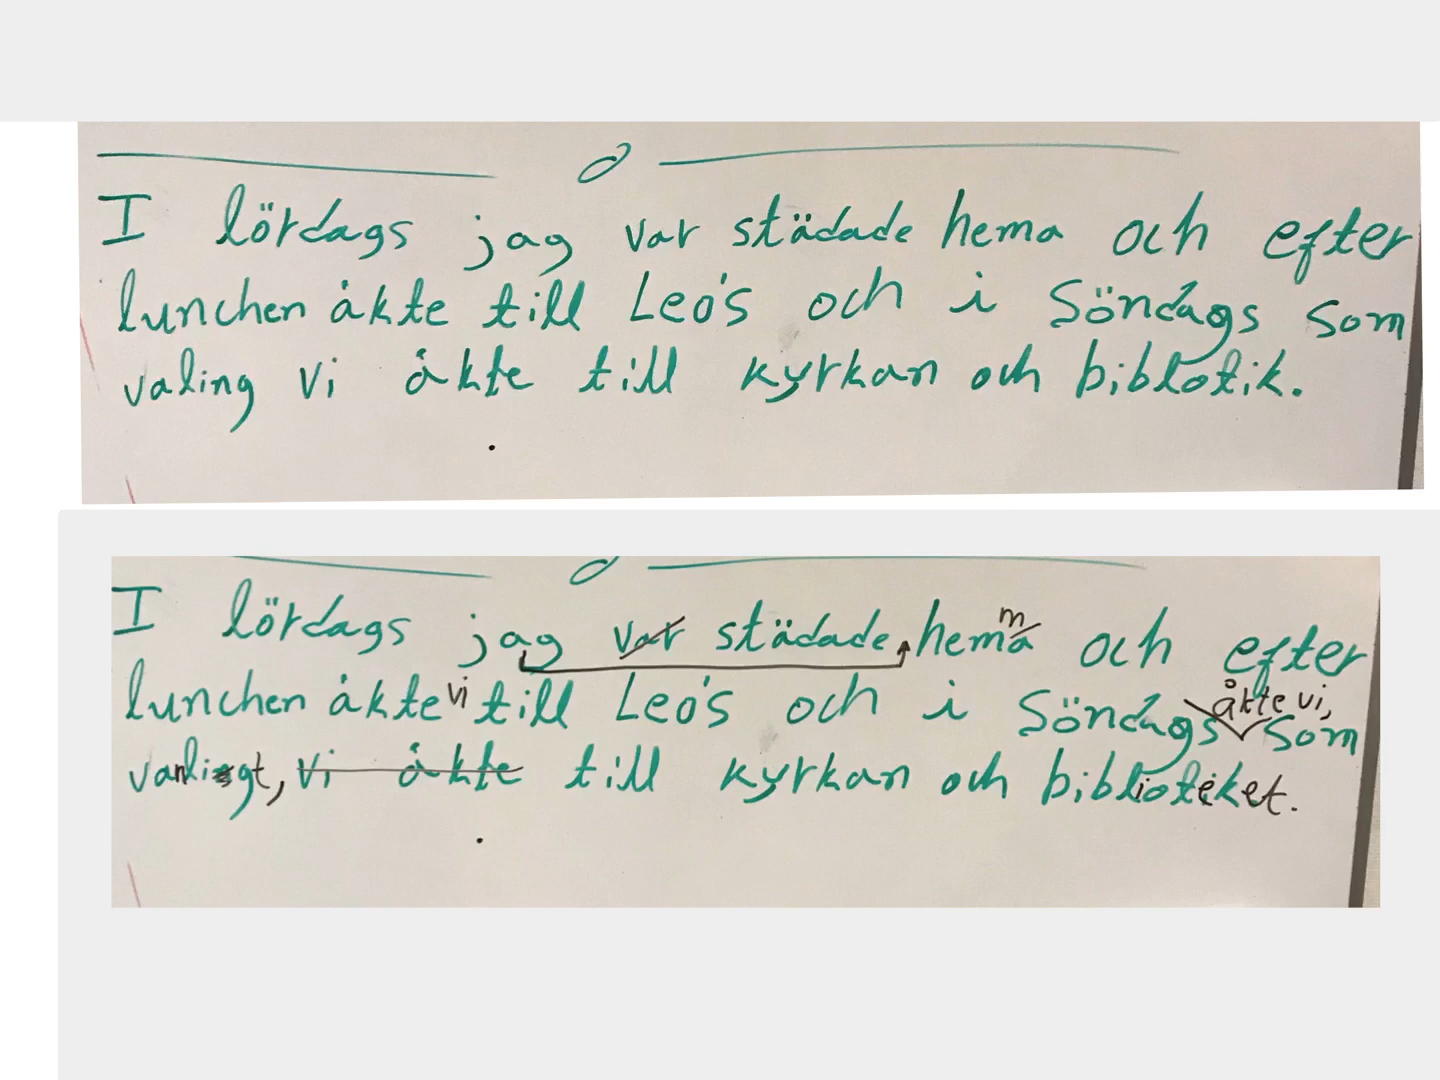 I lördags jag var städade hema och efter
lunchen åkte till Leo's och i Söndags som
valing vi åkte till kyrkan och biblotik.
I lördags jag var städade hema och efter
m
lunchen åkte vi till Leo's och i Söndags som
åkte vi,
vanligt, vi åkte till kyrkan och biblioteket.